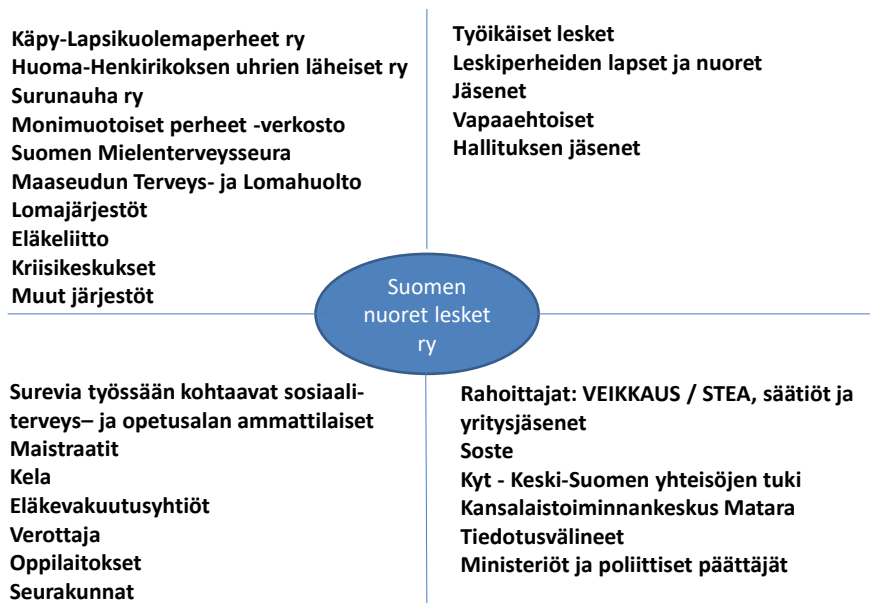 Käpy-Lapsikuolemaperheet ry
Huoma-Henkirikoksen uhrien läheiset ry
Surunauha ry
Monimuotoiset perheet -verkosto
Suomen Mielenterveysseura
Maaseudun Terveys- ja Lomahuolto
Lomajärjestöt
Eläkeliitto
Kriisikeskukset
Muut järjestöt
Työikäiset lesket
Leskiperheiden lapset ja nuoret
Jäsenet
Vapaaehtoiset
Hallituksen jäsenet
Suomen
nuoret lesket
ry
Surevia työssään kohtaavat sosiaali-
terveys– ja opetusalan ammattilaiset
Maistraatit
Kela
Eläkevakuutusyhtiöt
Verottaja
Oppilaitokset
Seurakunnat
Rahoittajat: VEIKKAUS / STEA, säätiöt ja
yritysjäsenet
Soste
Kyt - Keski-Suomen yhteisöjen tuki
Kansalaistoiminnankeskus Matara
Tiedotusvälineet
Ministeriöt ja poliittiset päättäjät